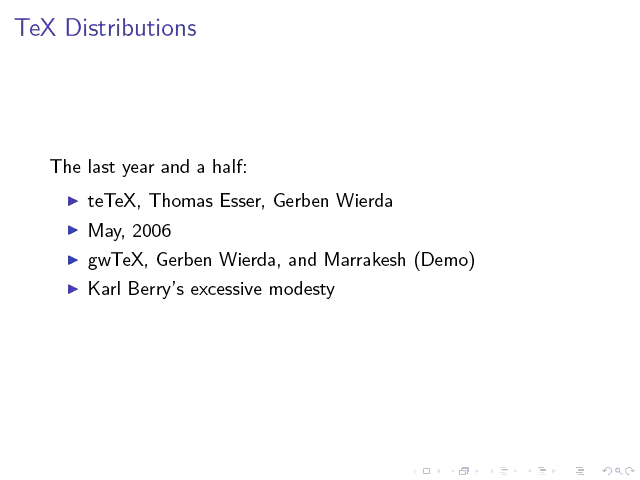 TeX Distributions
The last year and a half:
teTeX, Thomas Esser, Gerben Wierda
May, 2006
gwTeX, Gerben Wierda, and Marrakesh (Demo)
Karl Berry's excessive modesty